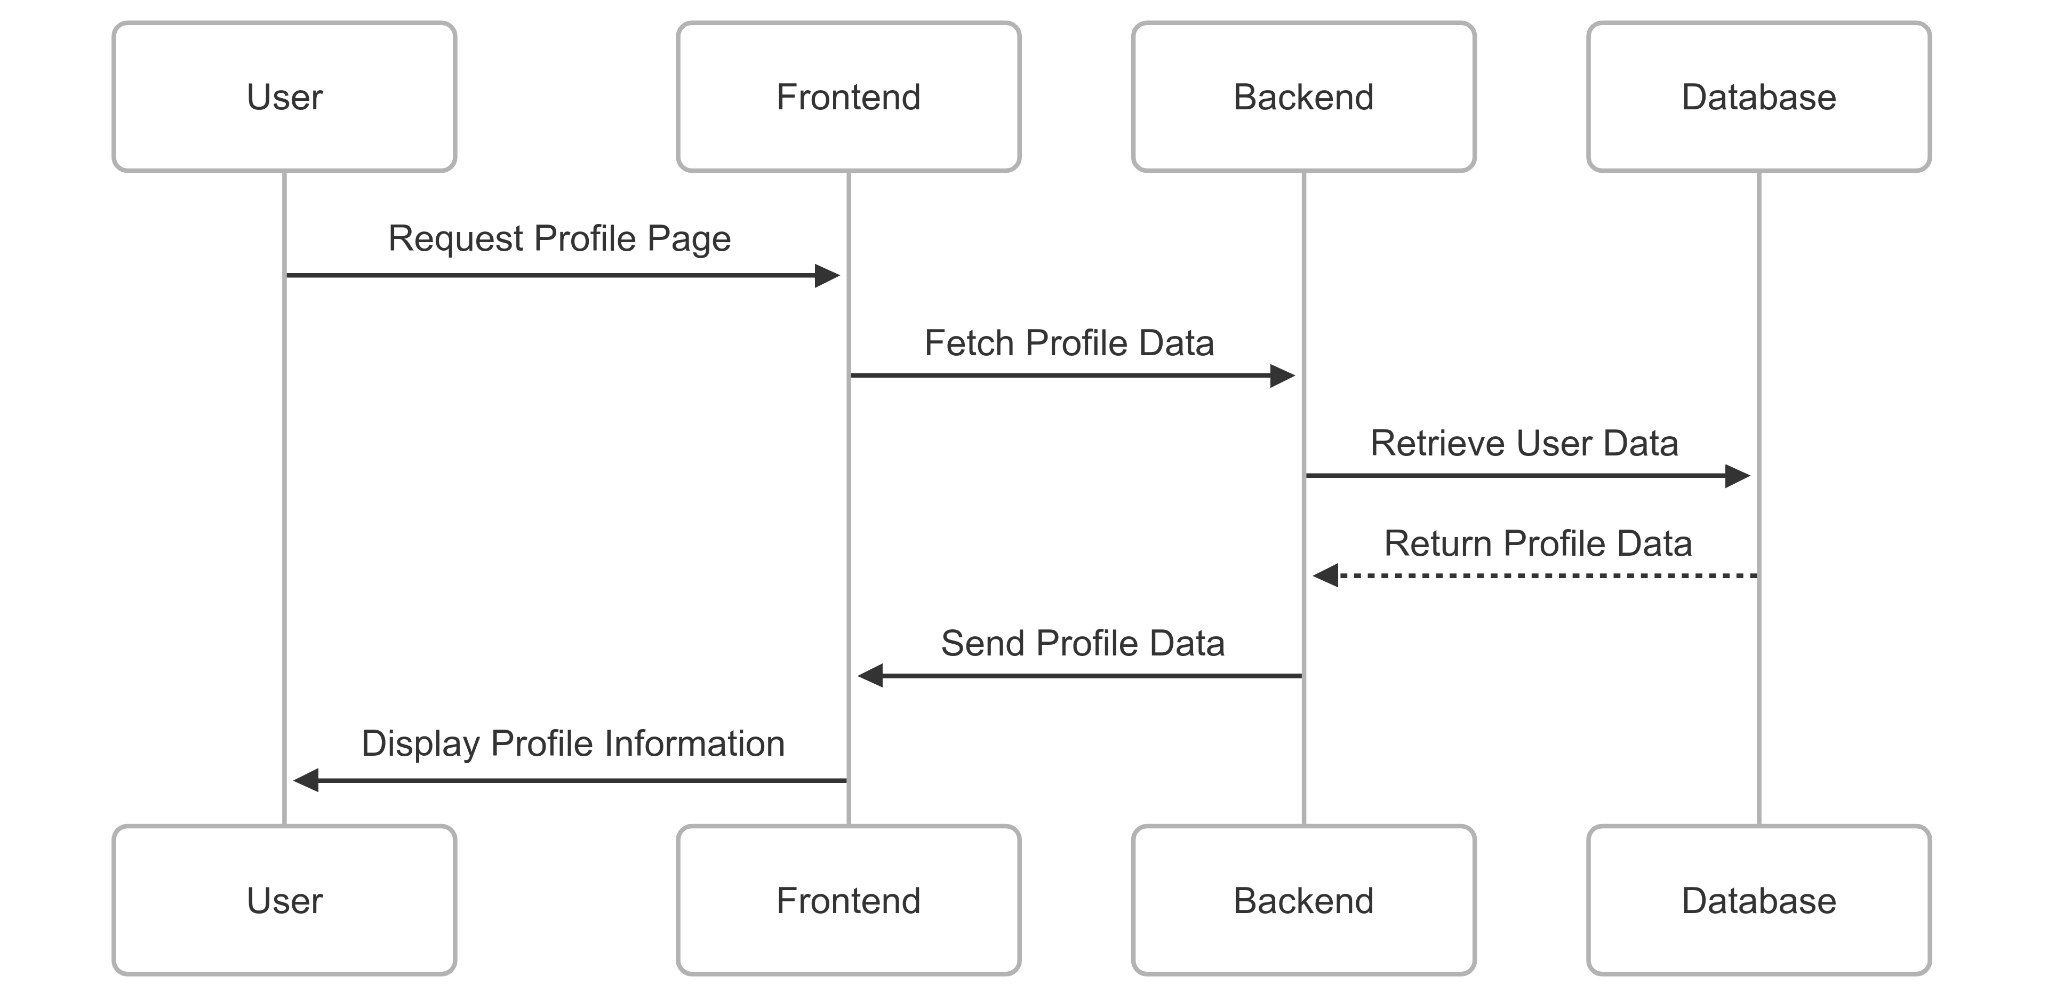 User
Frontend
Backend
Database
Request Profile Page
Fetch Profile Data
Retrieve User Data
Return Profile Data
Send Profile Data
Display Profile Information
User
Frontend
Backend
Database